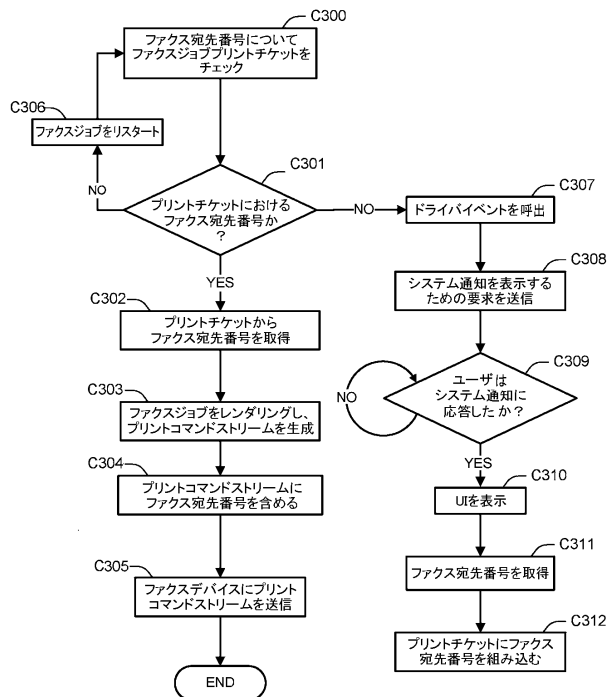 C300
ファクス宛先番号について
ファクスジョブプリントチケットを
チェック
C306
ファクスジョブをリスタート
C301
NO
プリントチケットにおける
ファクス宛先番号か
?
NO
C307
ドライバイベントを呼出
YES
C308
システム通知を表示する
ための要求を送信
C302
プリントチケットから
ファクス宛先番号を取得
C309
ユーザは
システム通知に
応答したか?
NO
C303
ファクスジョブをレンダリングし、
プリントコマンドストリームを生成
YES
C304
プリントコマンドストリームに
ファクス宛先番号を含める
C310
UIを表示
C305
ファクスデバイスにプリント
コマンドストリームを送信
C311
ファクス宛先番号を取得
C312
プリントチケットにファクス
宛先番号を組み込む
END